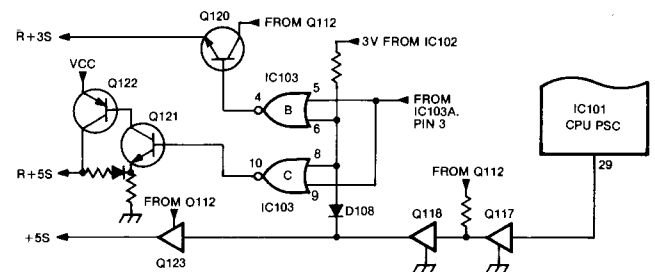 Q120
FROM Q112
R+3S
3V FROM IC102
VCC
Q122
IC103
4
B
5
6
FROM
IC103A.
PIN 3
IC101
CPU PSC
Q121
10
C
8
9
29
R+5S
IC103
D108
FROM Q112
FROM O112
Q118
Q117
+5S
Q123